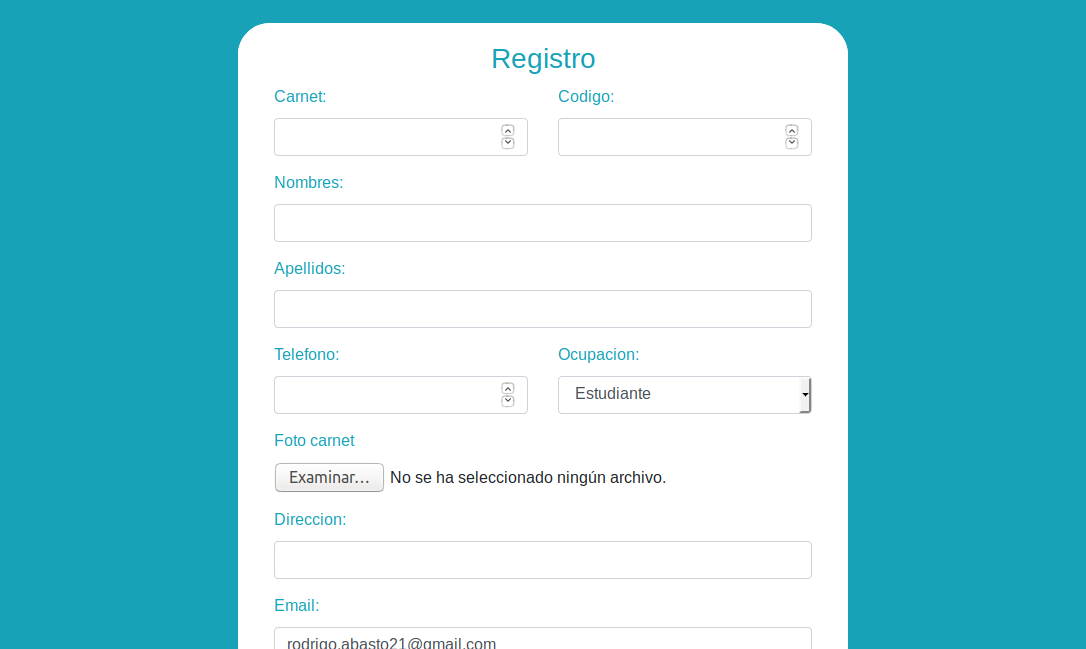 Registro
Carnet: Codigo:
Nombres:
Apellidos:
Telefono: Ocupacion:
Estudiante
Foto carnet
Examinar... No se ha seleccionado ningún archivo.
Direccion:
Email:
rodrigo.abasto21@gmail.com